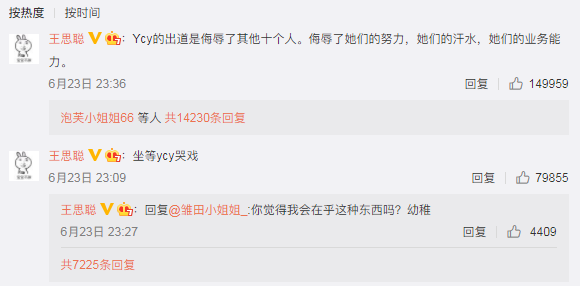 按热度 | 按时间
王思聪：Ycy的出道是侮辱了其他十个人。侮辱了她们的努力，她们的汗水，她们的业务能
力。
6月23日 23:36 回复 149959
泡芙小姐姐66 等人 共14230条回复
王思聪：坐等ycy哭戏
6月23日 23:09 回复 79855
王思聪：回复@雏田小姐姐_:你觉得我会在乎这种东西吗？幼稚
6月23日 23:27 回复 4409
共7225条回复